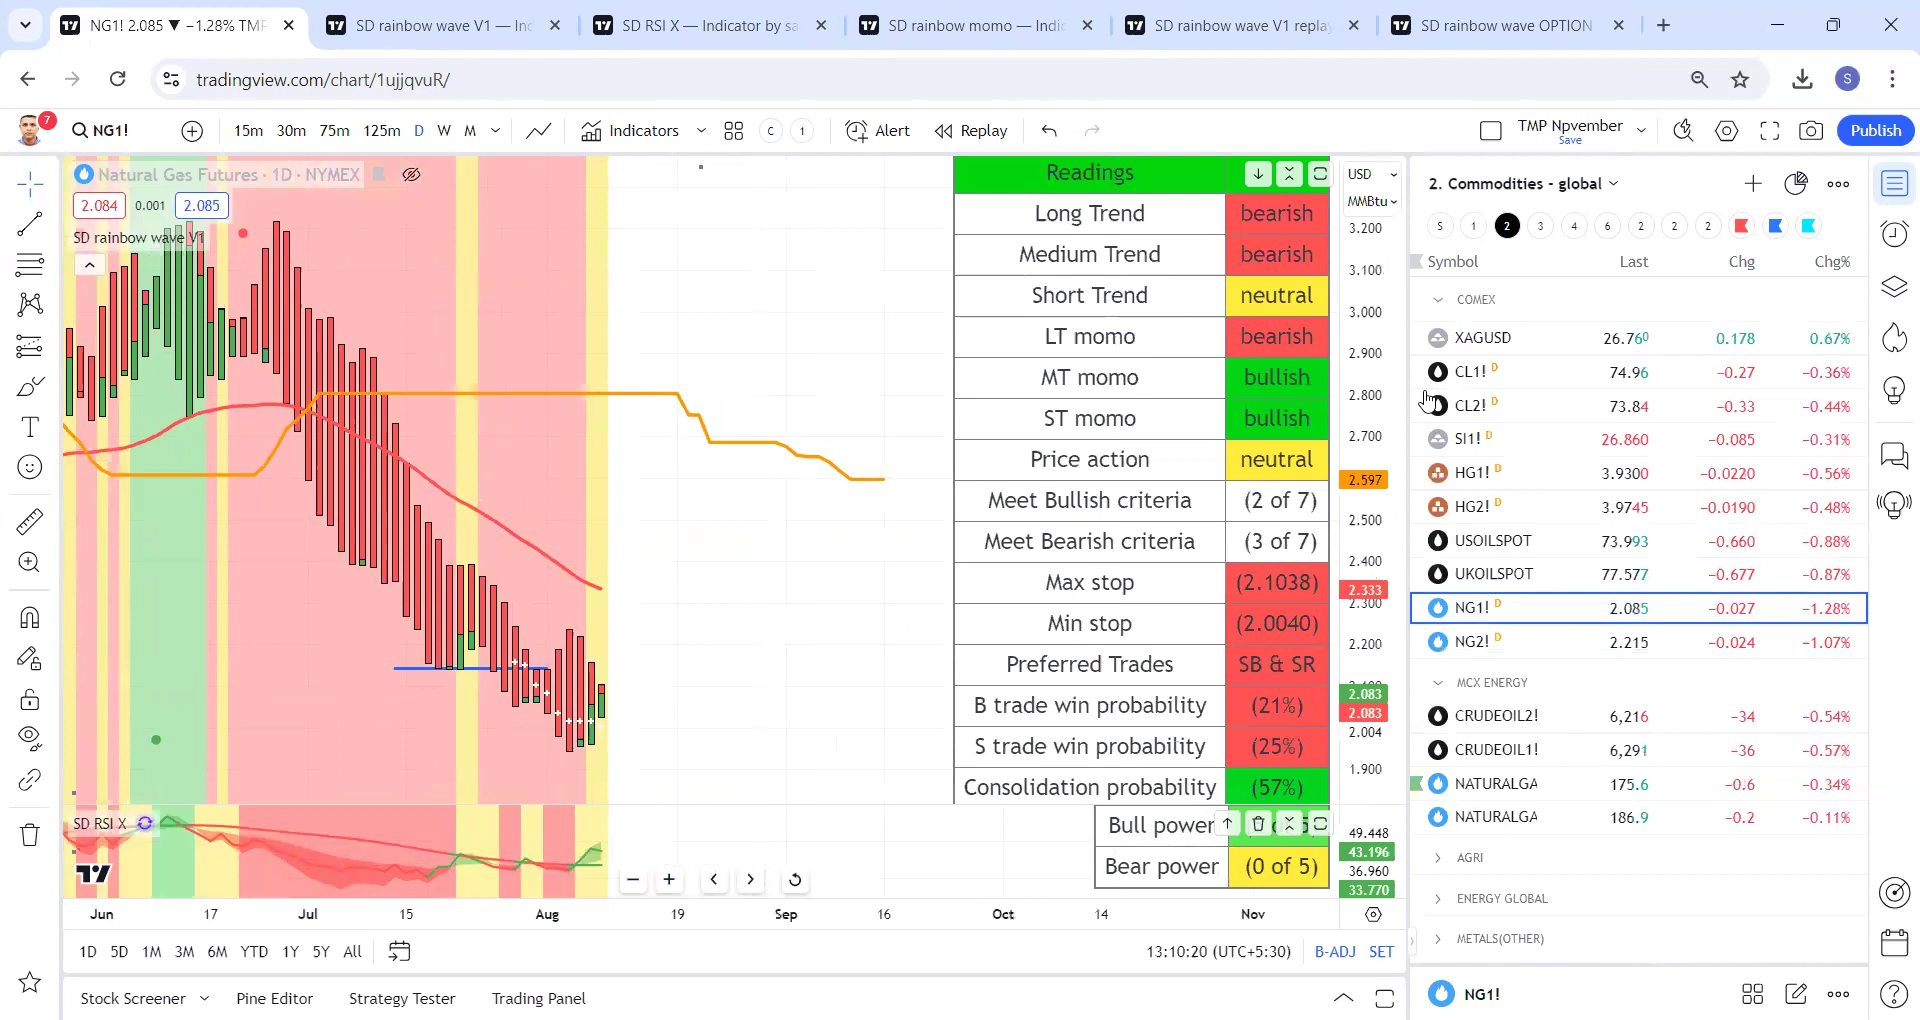 NG1! 2.085 ▼ −1.28% TMP
SD rainbow wave V1 — Inc
SD RSI X — Indicator by sa
SD rainbow momo — Indic
SD rainbow wave V1 repla
SD rainbow wave OPTION
tradingview.com/chart/1ujjqvuR/
S
7
NG1!
15m 30m 75m 125m D W M
Indicators
C
1
Alert
Replay
TMP Npvember
Save
Publish
Natural Gas Futures · 1D · NYMEX
2.084 0.001 2.085
SD rainbow wave V1
Readings
Long Trend bearish
Medium Trend bearish
Short Trend neutral
LT momo bearish
MT momo bullish
ST momo bullish
Price action neutral
Meet Bullish criteria (2 of 7)
Meet Bearish criteria (3 of 7)
Max stop (2.1038)
Min stop (2.0040)
Preferred Trades SB & SR
B trade win probability (21%)
S trade win probability (25%)
Consolidation probability (57%)
Bull power
Bear power (0 of 5)
USD
MMBtu
3.200
3.100
3.000
2.900
2.800
2.700
2.597
2.500
2.400
2.333
2.300
2.200
2.083
2.083
2.004
1.900
SD RSI X
49.448
43.196
36.960
33.770
Jun 17 Jul 15 Aug 19 Sep 16 Oct 14 Nov
1D 5D 1M 3M 6M YTD 1Y 5Y All
13:10:20 (UTC+5:30) B-ADJ SET
Stock Screener Pine Editor Strategy Tester Trading Panel
2. Commodities - global
S 1 2 3 4 6 2 2 2
Symbol Last Chg Chg%
COMEX
XAGUSD 26.760 0.178 0.67%
CL1! D 74.96 −0.27 −0.36%
CL2! D 73.84 −0.33 −0.44%
SI1! D 26.860 −0.085 −0.31%
HG1! D 3.9300 −0.0220 −0.56%
HG2! D 3.9745 −0.0190 −0.48%
USOILSPOT 73.993 −0.660 −0.88%
UKOILSPOT 77.577 −0.677 −0.87%
NG1! D 2.085 −0.027 −1.28%
NG2! D 2.215 −0.024 −1.07%
MCX ENERGY
CRUDEOIL2! 6,216 −34 −0.54%
CRUDEOIL1! 6,291 −36 −0.57%
NATURALGA 175.6 −0.6 −0.34%
NATURALGA 186.9 −0.2 −0.11%
AGRI
ENERGY GLOBAL
METALS(OTHER)
NG1!